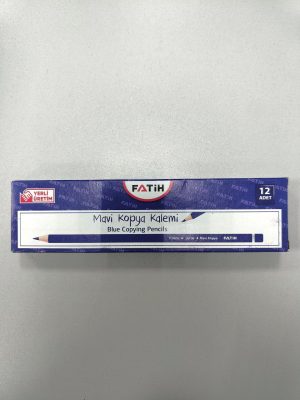 FATİH
YERLİ
ÜRETİM
12
ADET
Mavi Kopya Kalemi
Blue Copying Pencils
FATİH